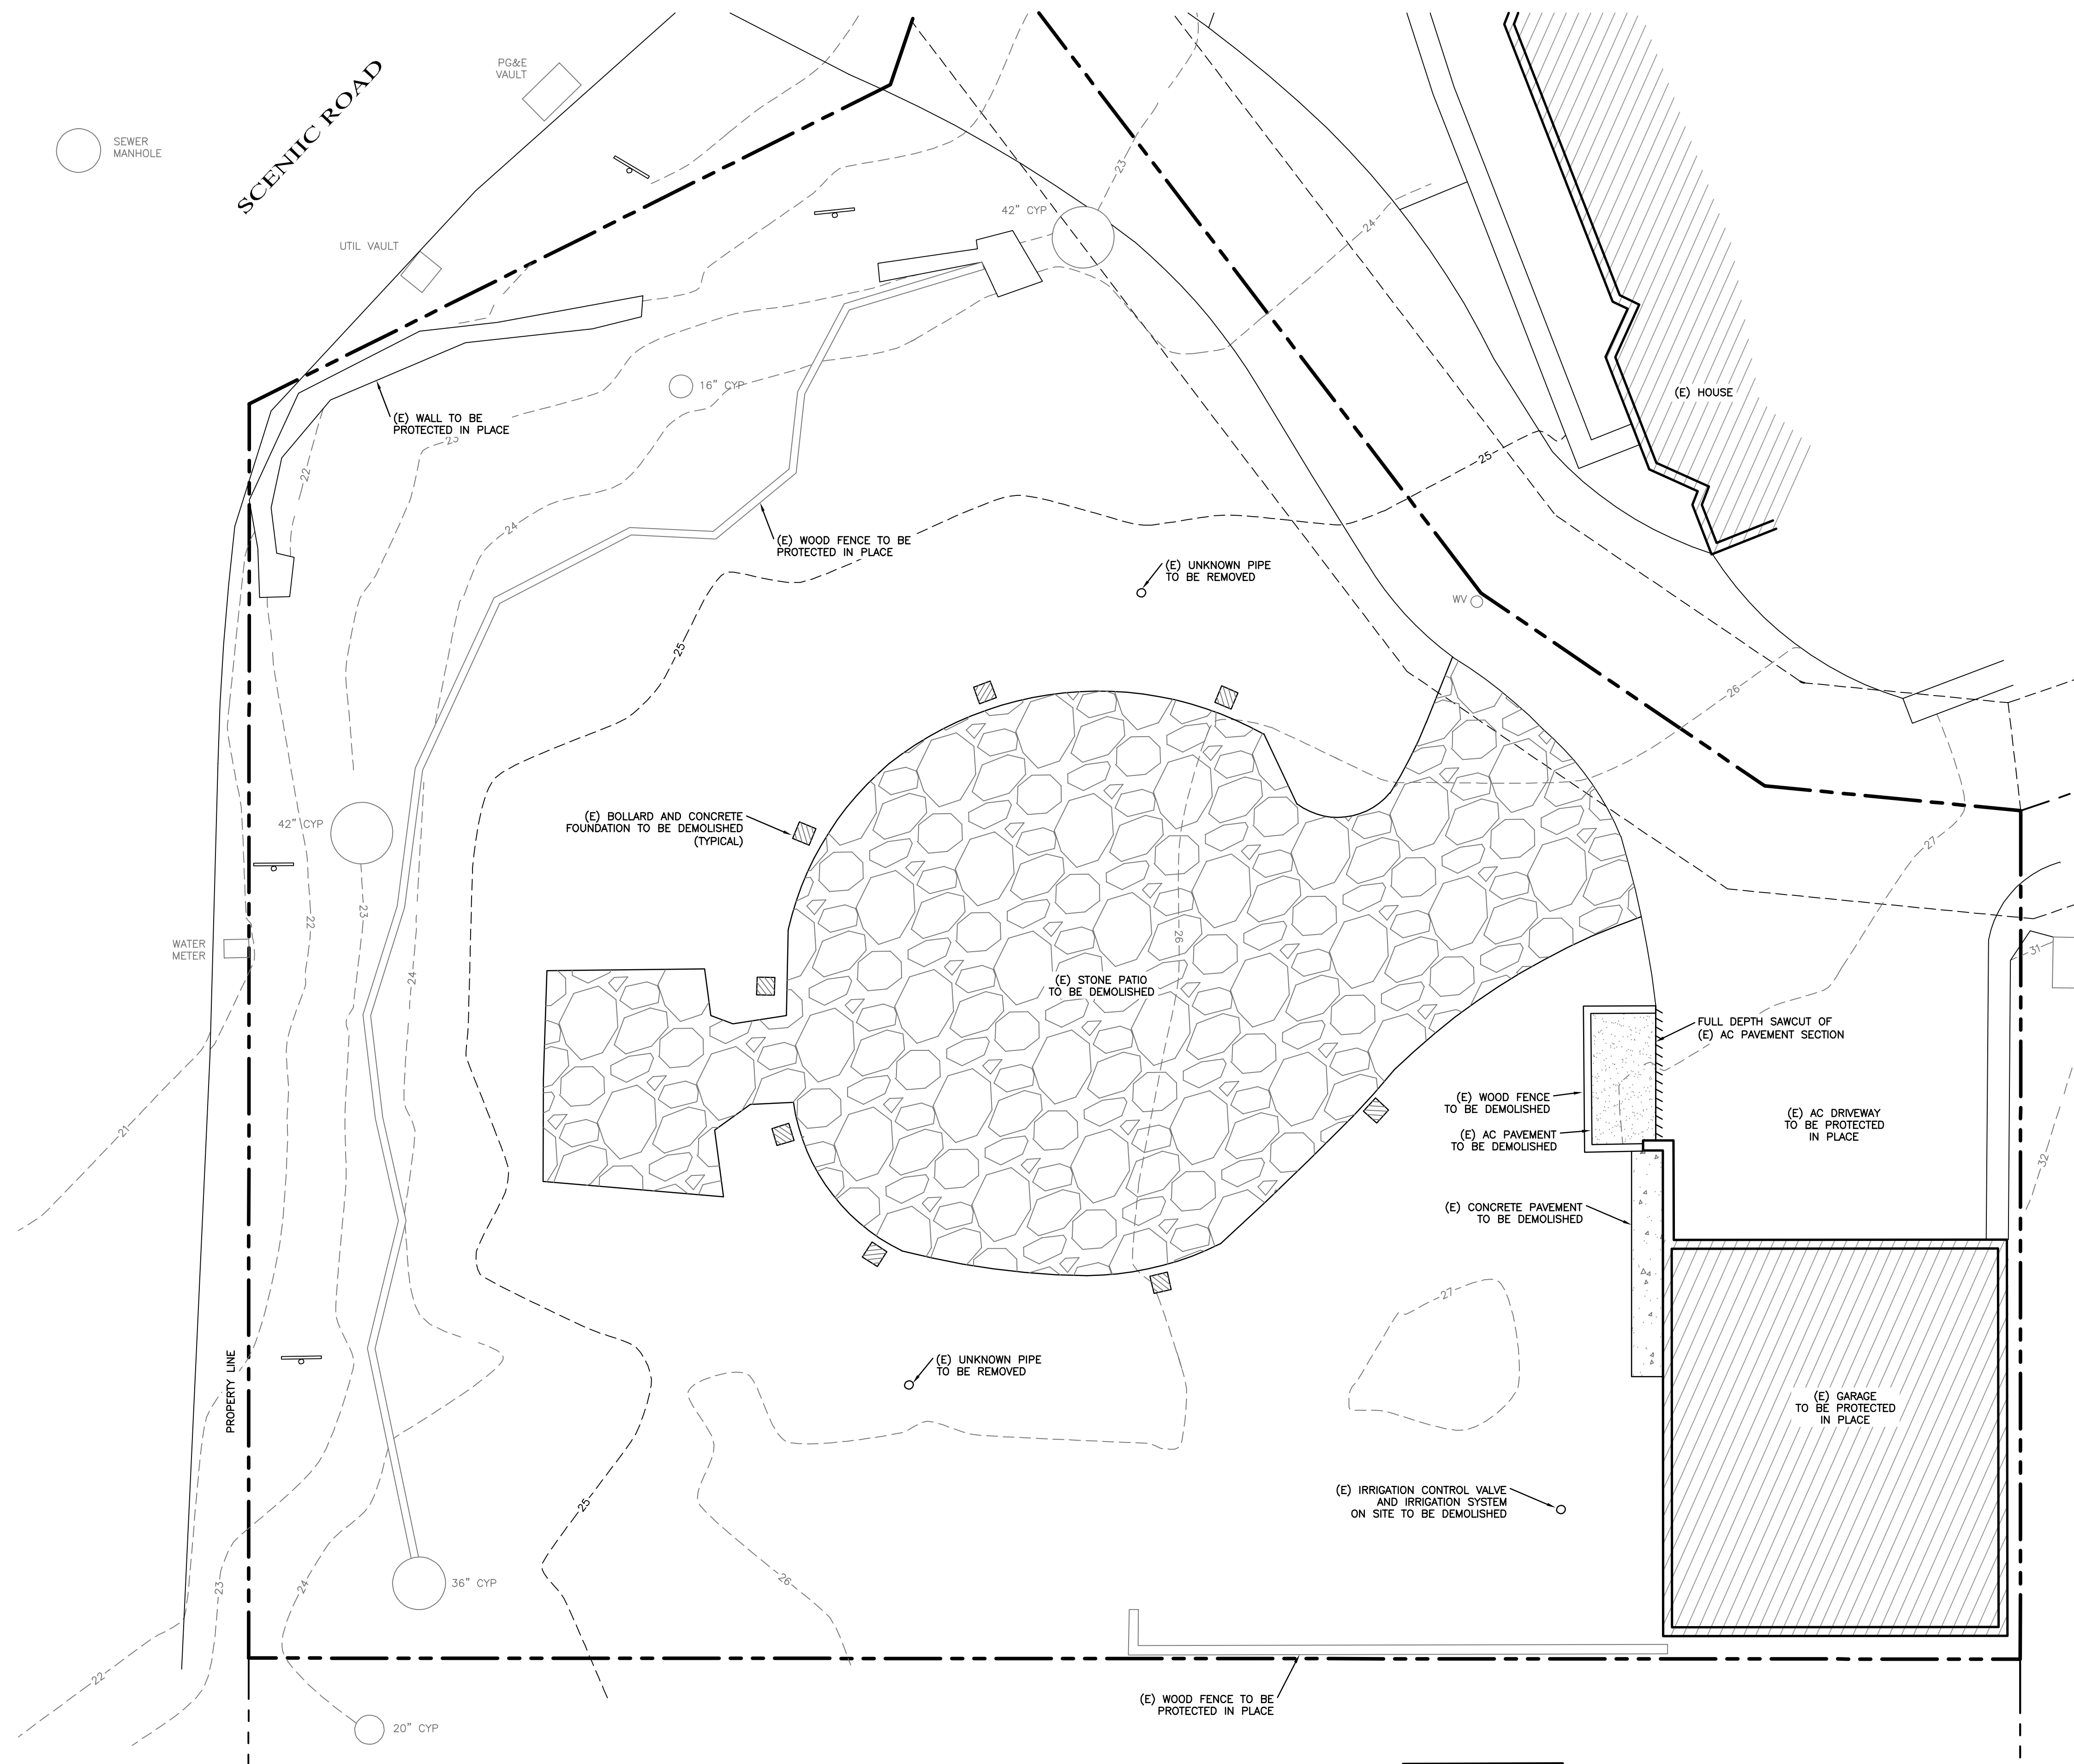 PG&E
VAULT
SCENIIC ROAD
SEWER
MANHOLE
42" CYP
23
24
UTIL VAULT
16" CYP
(E) HOUSE
(E) WALL TO BE
PROTECTED IN PLACE
23
22
25
24
(E) WOOD FENCE TO BE
PROTECTED IN PLACE
(E) UNKNOWN PIPE
TO BE REMOVED
WV
25
26
(E) BOLLARD AND CONCRETE
FOUNDATION TO BE DEMOLISHED
(TYPICAL)
42" CYP
27
23
22
26
WATER
METER
24
31
(E) STONE PATIO
TO BE DEMOLISHED
FULL DEPTH SAWCUT OF
(E) AC PAVEMENT SECTION
(E) WOOD FENCE
TO BE DEMOLISHED
(E) AC DRIVEWAY
TO BE PROTECTED
IN PLACE
21
(E) AC PAVEMENT
TO BE DEMOLISHED
32
(E) CONCRETE PAVEMENT
TO BE DEMOLISHED
27
PROPERTY LINE
(E) UNKNOWN PIPE
TO BE REMOVED
(E) GARAGE
TO BE PROTECTED
IN PLACE
(E) IRRIGATION CONTROL VALVE
AND IRRIGATION SYSTEM
ON SITE TO BE DEMOLISHED
25
36" CYP
23
24
26
22
(E) WOOD FENCE TO BE
PROTECTED IN PLACE
20" CYP